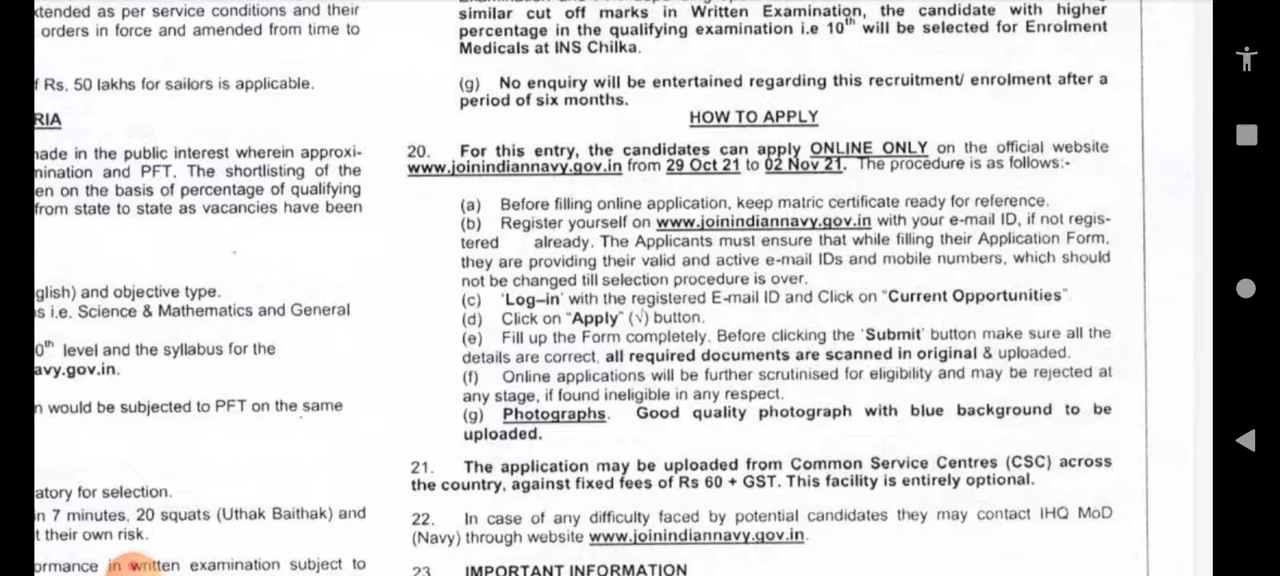 xtended as per service conditions and their
orders in force and amended from time to
f Rs. 50 lakhs for sailors is applicable.
RIA
nade in the public interest wherein approxi-
nination and PFT. The shortlisting of the
en on the basis of percentage of qualifying
from state to state as vacancies have been
glish) and objective type.
s i.e. Science & Mathematics and General
0th level and the syllabus for the
avy.gov.in.
n would be subjected to PFT on the same
atory for selection.
n 7 minutes, 20 squats (Uthak Baithak) and
t their own risk.
ormance in written examination subject to
similar cut off marks in Written Examination, the candidate with higher
percentage in the qualifying examination i.e 10th will be selected for Enrolment
Medicals at INS Chilka.
(g) No enquiry will be entertained regarding this recruitment/ enrolment after a
period of six months.
HOW TO APPLY
20. For this entry, the candidates can apply ONLINE ONLY on the official website
www.joinindiannavy.gov.in from 29 Oct 21 to 02 Nov 21. The procedure is as follows:-
(a) Before filling online application, keep matric certificate ready for reference.
(b) Register yourself on www.joinindiannavy.gov.in with your e-mail ID, if not regis-
tered already. The Applicants must ensure that while filling their Application Form,
they are providing their valid and active e-mail IDs and mobile numbers, which should
not be changed till selection procedure is over.
(c) 'Log–in' with the registered E-mail ID and Click on "Current Opportunities"
(d) Click on "Apply" (√) button.
(e) Fill up the Form completely. Before clicking the 'Submit' button make sure all the
details are correct, all required documents are scanned in original & uploaded.
(f) Online applications will be further scrutinised for eligibility and may be rejected at
any stage, if found ineligible in any respect.
(g) Photographs. Good quality photograph with blue background to be
uploaded.
21. The application may be uploaded from Common Service Centres (CSC) across
the country, against fixed fees of Rs 60 + GST. This facility is entirely optional.
22. In case of any difficulty faced by potential candidates they may contact IHQ MoD
(Navy) through website www.joinindiannavy.gov.in.
23 IMPORTANT INFORMATION